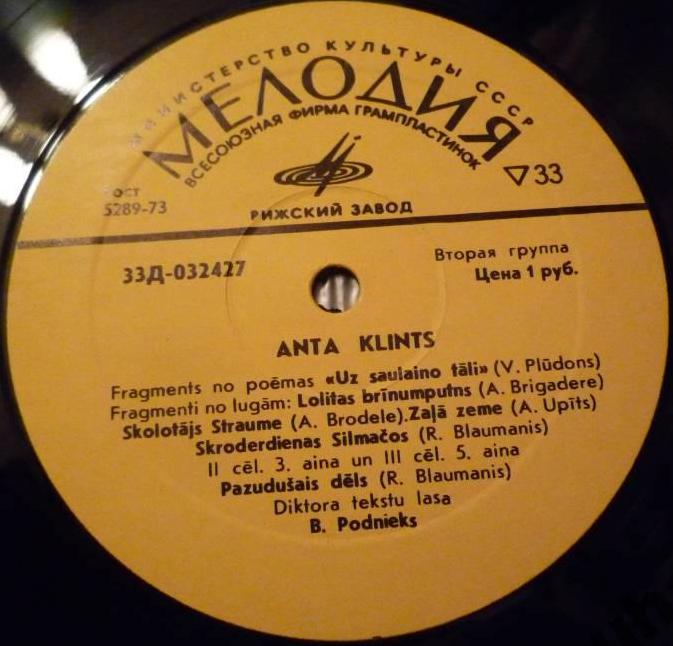 МИНИСТЕРСТВО КУЛЬТУРЫ СССР
МЕЛОДИЯ
ВСЕСОЮЗНАЯ ФИРМА ГРАМПЛАСТИНОК
33
ГОСТ
5289-73
РИЖСКИЙ ЗАВОД
33Д-032427
Вторая группа
Цена 1 руб.
ANTA KLINTS
Fragments no poēmas «Uz saulaino tāli» (V. Plūdons)
Fragmenti no lugām: Lolitas brīnumputns (A. Brigadere)
Skolotājs Straume (A. Brodele). Zaļā zeme (A. Upīts)
Skroderdienas Silmačos (R. Blaumanis)
II cēl. 3. aina un III cēl. 5. aina
Pazudušais dēls (R. Blaumanis)
Diktora tekstu lasa
B. Podnieks